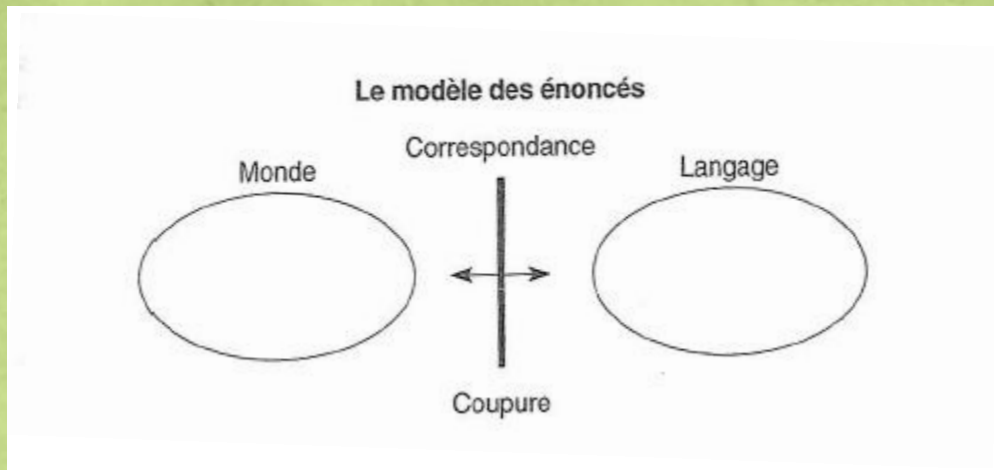 Le modèle des énoncés
Correspondance
Monde
Langage
Coupure